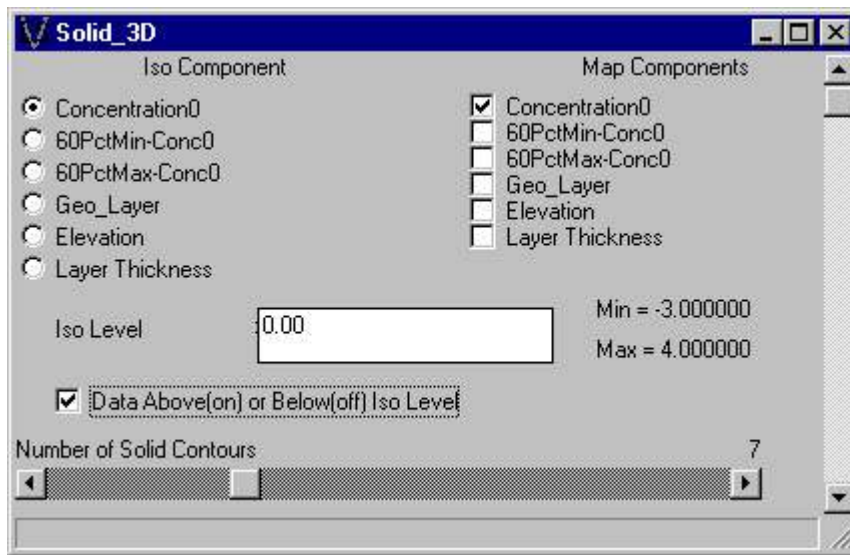 Solid_3D
Iso Component
Map Components
Concentration0
60PctMin-Conc0
60PctMax-Conc0
Geo_Layer
Elevation
Layer Thickness
Concentration0
60PctMin-Conc0
60PctMax-Conc0
Geo_Layer
Elevation
Layer Thickness
Iso Level
:0.00
Min = -3.000000
Max = 4.000000
Data Above(on) or Below(off) Iso Level
Number of Solid Contours
7